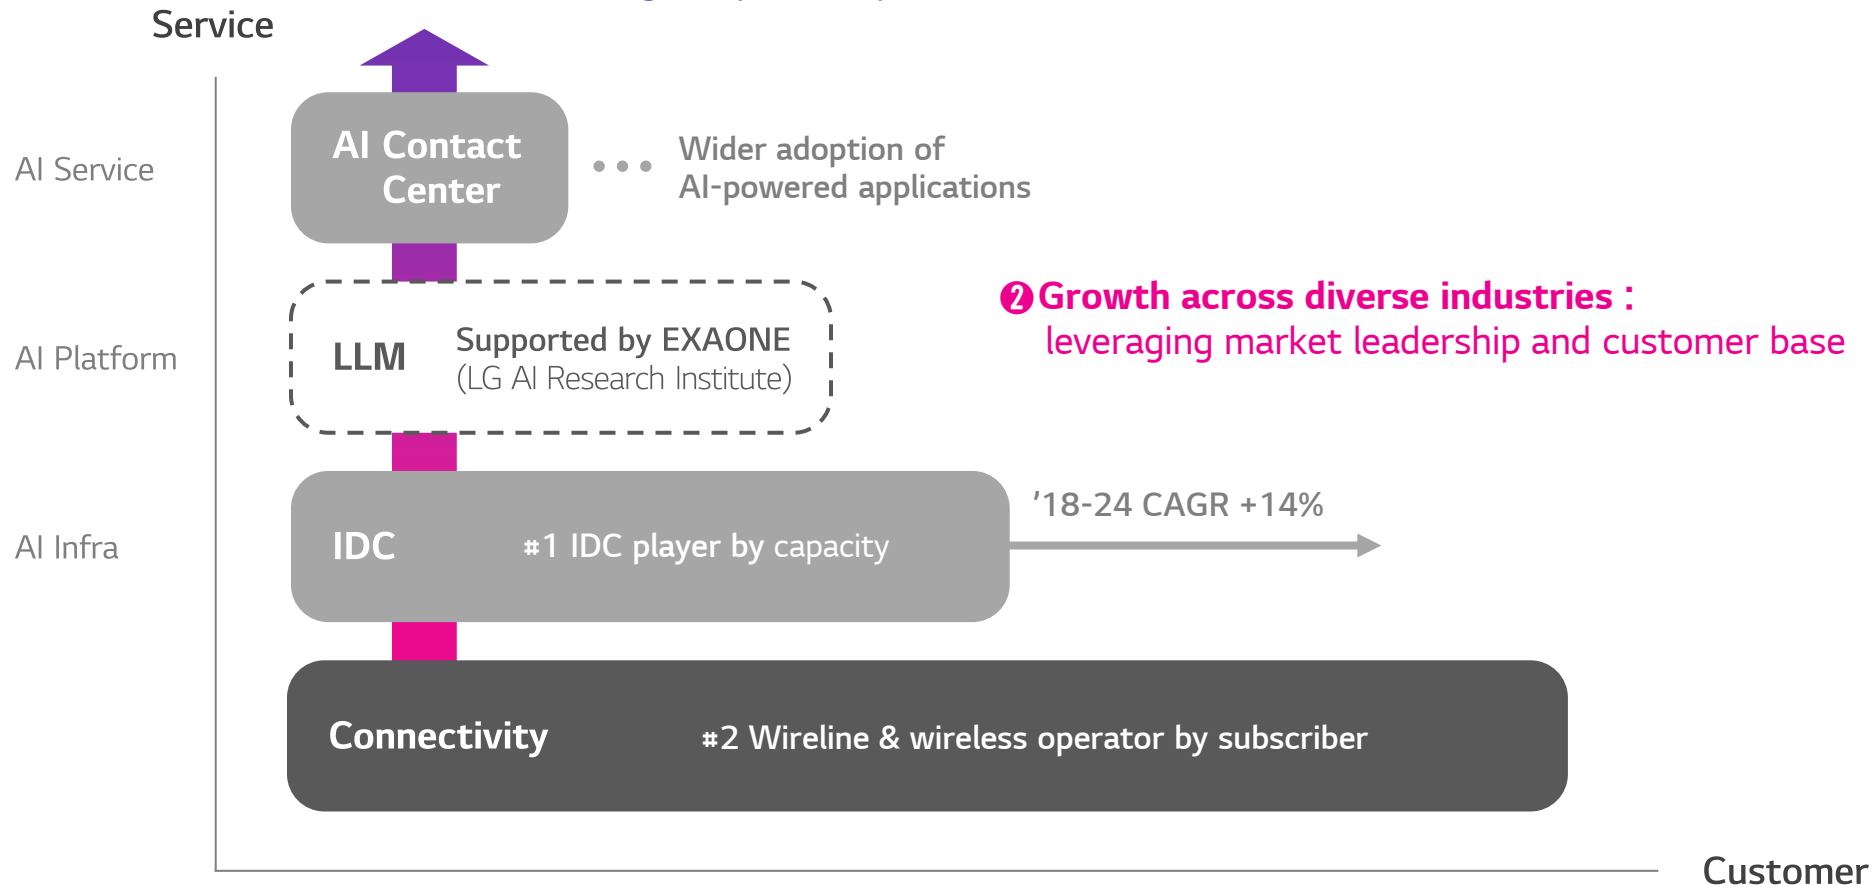 Service
AI Service
AI Contact
Center
Wider adoption of
AI-powered applications
❷Growth across diverse industries :
leveraging market leadership and customer base
AI Platform
LLM
Supported by EXAONE
(LG AI Research Institute)
AI Infra
IDC
#1 IDC player by capacity
’18-24 CAGR +14%
Connectivity
#2 Wireline & wireless operator by subscriber
Customer